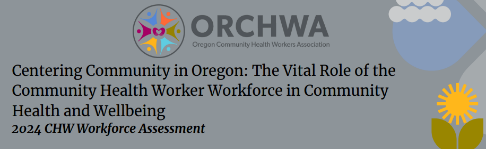 ORCHWA
Oregon Community Health Workers Association
Centering Community in Oregon: The Vital Role of the
Community Health Worker Workforce in Community
Health and Wellbeing
2024 CHW Workforce Assessment